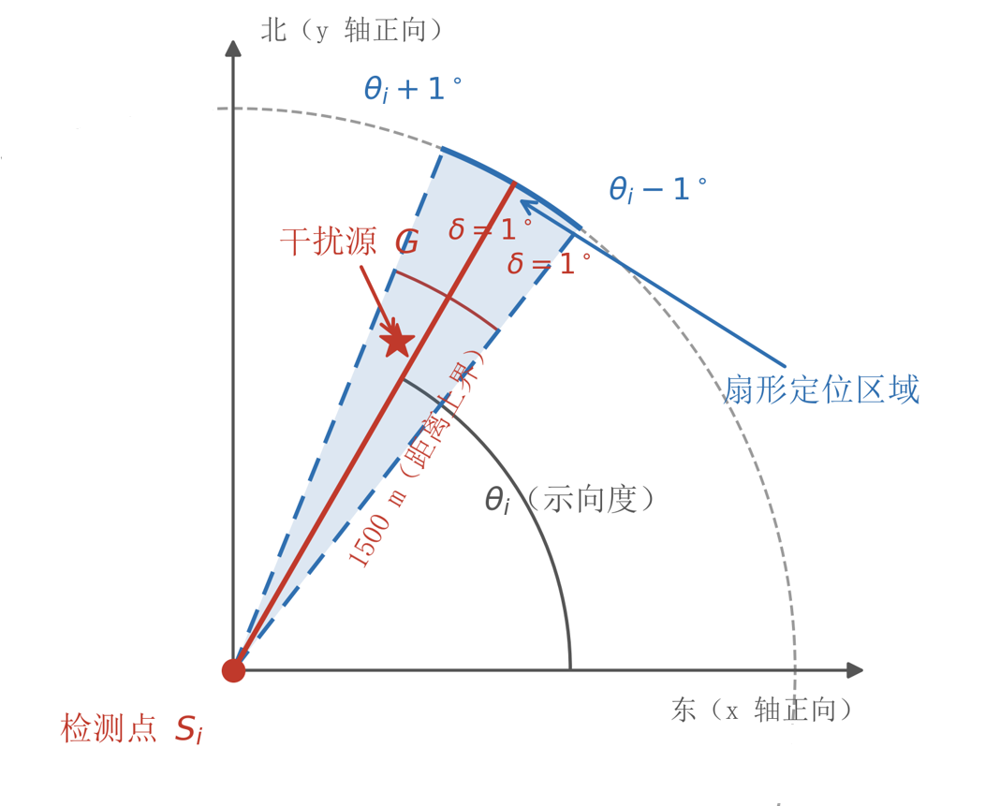 北（y 轴正向）
θi + 1°
θi − 1°
干扰源 G
δ = 1°
δ = 1°
1500 m（距离上界）
扇形定位区域
θi（示向度）
东（x 轴正向）
检测点 Si